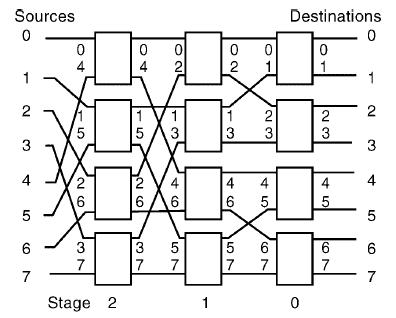 Sources Destinations
0 0 0 0 0 0 0 0
4 4 2 2 1 1
1 1
1 1 1 1 2 2 2
2 5 5 3 3 3 3
3 3
4 2 2 4 4 4 4 4
5 6 6 6 6 5 5 5
6 3 3 5 5 6 6 6
7 7 7 7 7 7 7 7
Stage 2 1 0